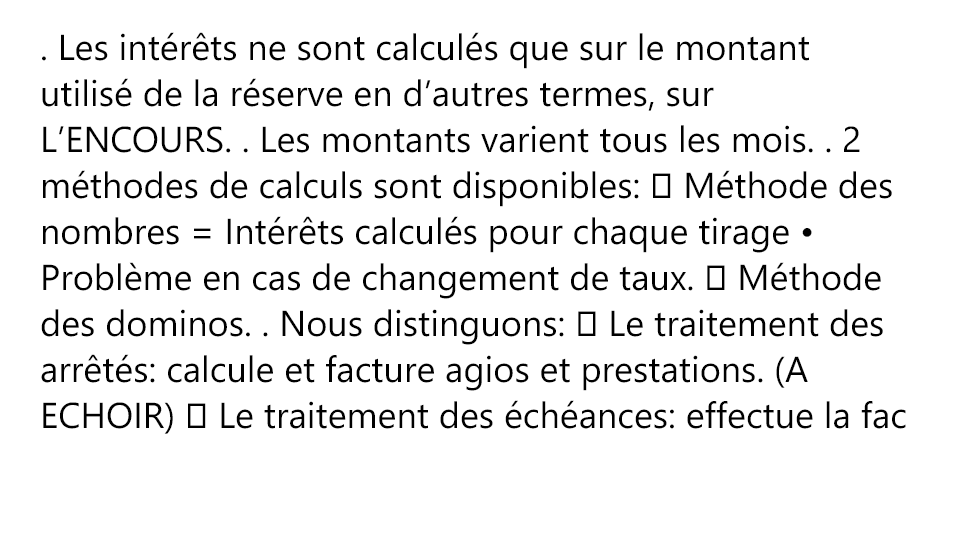 . Les intérêts ne sont calculés que sur le montant
utilisé de la réserve en d’autres termes, sur
L’ENCOURS. . Les montants varient tous les mois. . 2
méthodes de calculs sont disponibles:  Méthode des
nombres = Intérêts calculés pour chaque tirage •
Problème en cas de changement de taux.  Méthode
des dominos. . Nous distinguons:  Le traitement des
arrêtés: calcule et facture agios et prestations. (A
ECHOIR)  Le traitement des échéances: effectue la fac